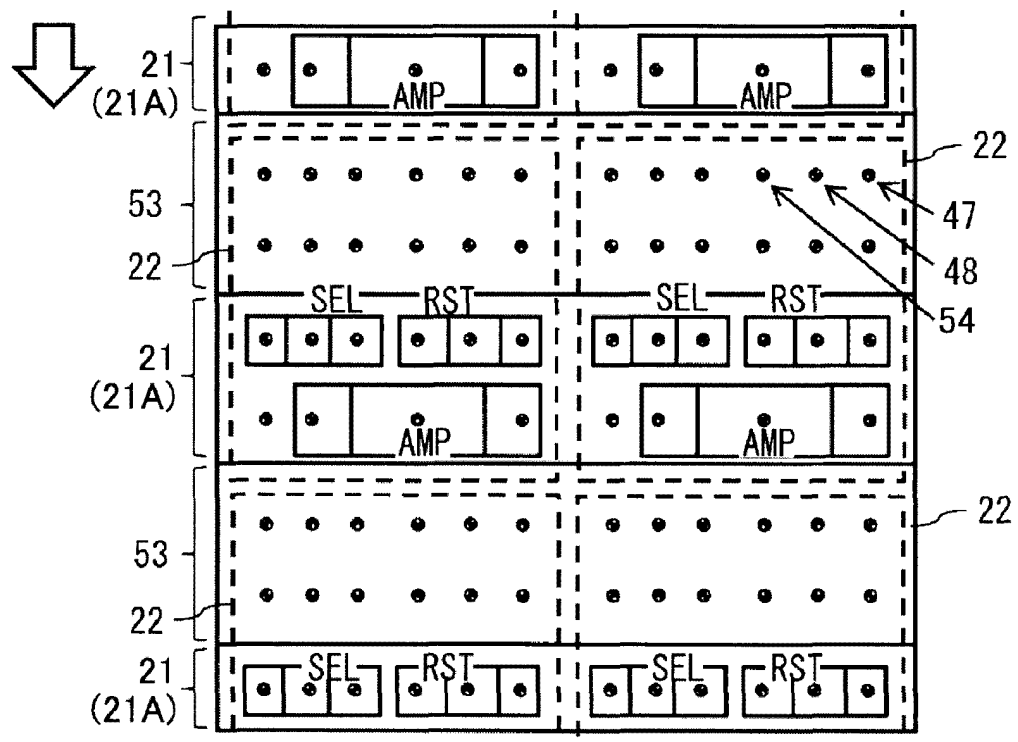 21
(21A)
AMP
AMP
53
22
22
47
48
54
SEL
RST
SEL
RST
21
(21A)
AMP
AMP
53
22
22
21
(21A)
SEL
RST
SEL
RST